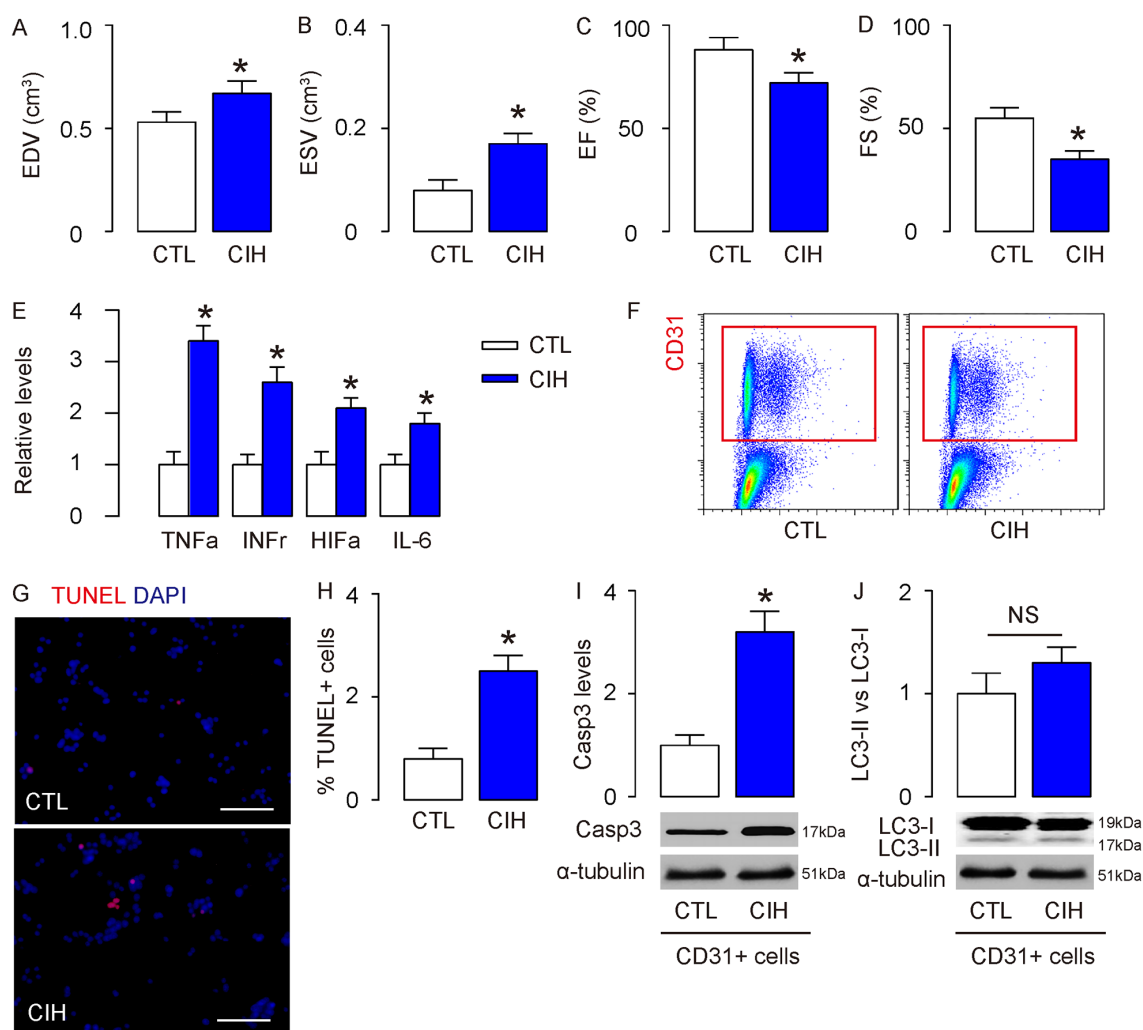 A
EDV (cm³)
1.0
0.5
0
*
CTL CIH
B
ESV (cm³)
0.4
0.2
0
*
CTL CIH
C
EF (%)
100
50
0
*
CTL CIH
D
FS (%)
100
50
0
*
CTL CIH
E
Relative levels
4
3
2
1
0
* * * *
TNFa INFr HIFa IL-6
CTL
CIH
F
CD31
CTL CIH
G TUNEL DAPI
CTL
CIH
H
% TUNEL+ cells
4
2
0
*
CTL CIH
I
Casp3 levels
4
2
0
*
Casp3 17kDa
α-tubulin 51kDa
CTL CIH
CD31+ cells
J
LC3-II vs LC3-I
2
1
0
NS
LC3-I 19kDa
LC3-II 17kDa
α-tubulin 51kDa
CTL CIH
CD31+ cells